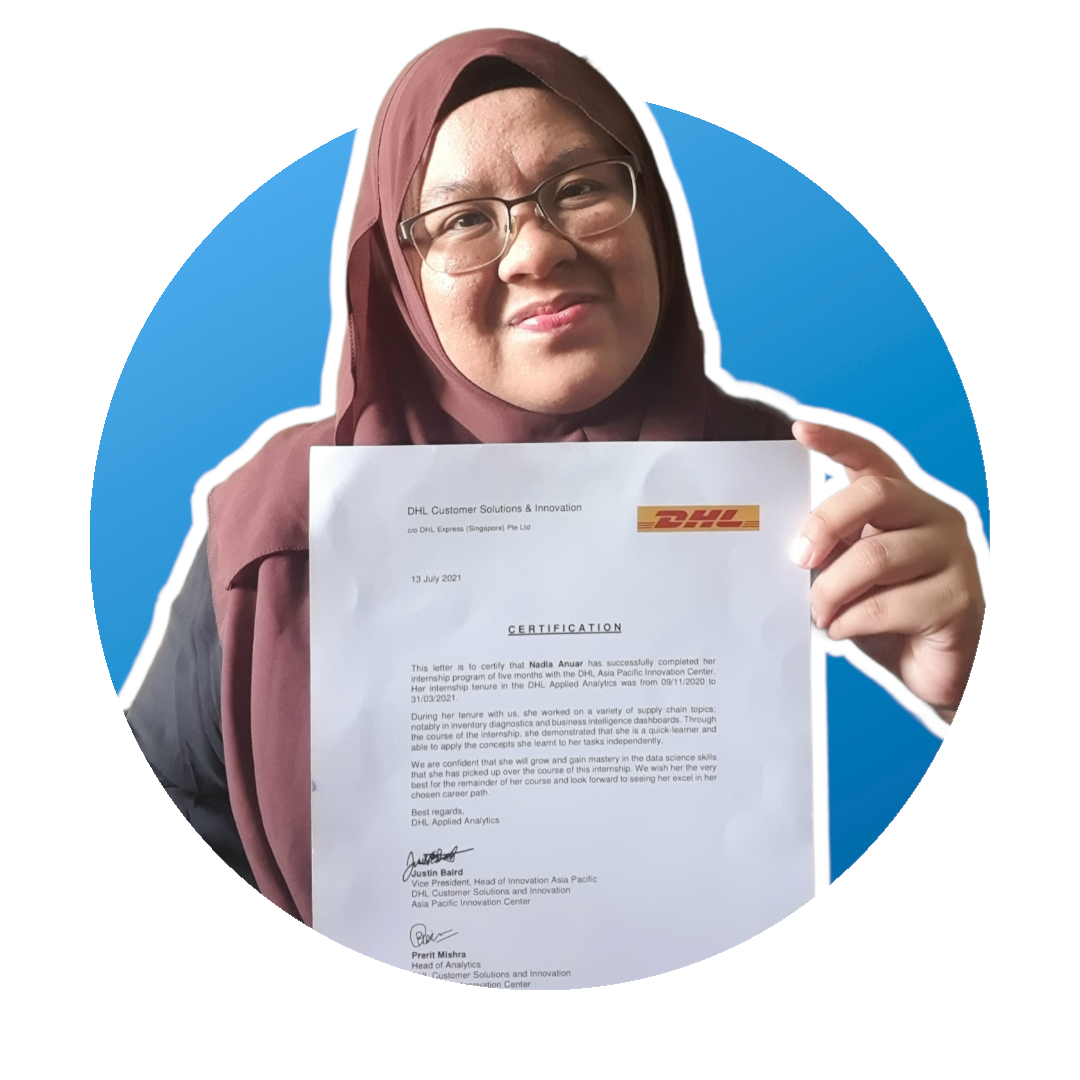 DHL Customer Solutions & Innovation
c/o DHL Express (Singapore) Pte Ltd
DHL
13 July 2021
CERTIFICATION
This letter is to certify that Nadia Anuar has successfully completed her
internship program of five months with the DHL Asia Pacific Innovation Center.
Her internship tenure in the DHL Applied Analytics was from 09/11/2020 to
31/03/2021.
During her tenure with us, she worked on a variety of supply chain topics;
notably in inventory diagnostics and business intelligence dashboards. Through
the course of the internship, she demonstrated that she is a quick-learner and
able to apply the concepts she learnt to her tasks independently.
We are confident that she will grow and gain mastery in the data science skills
that she has picked up over the course of this internship. We wish her the very
best for the remainder of her course and look forward to seeing her excel in her
chosen career path.
Best regards,
DHL Applied Analytics
Justin Baird
Vice President, Head of Innovation Asia Pacific
DHL Customer Solutions and Innovation
Asia Pacific Innovation Center
Prerit Mishra
Head of Analytics
Customer Solutions and Innovation
Center